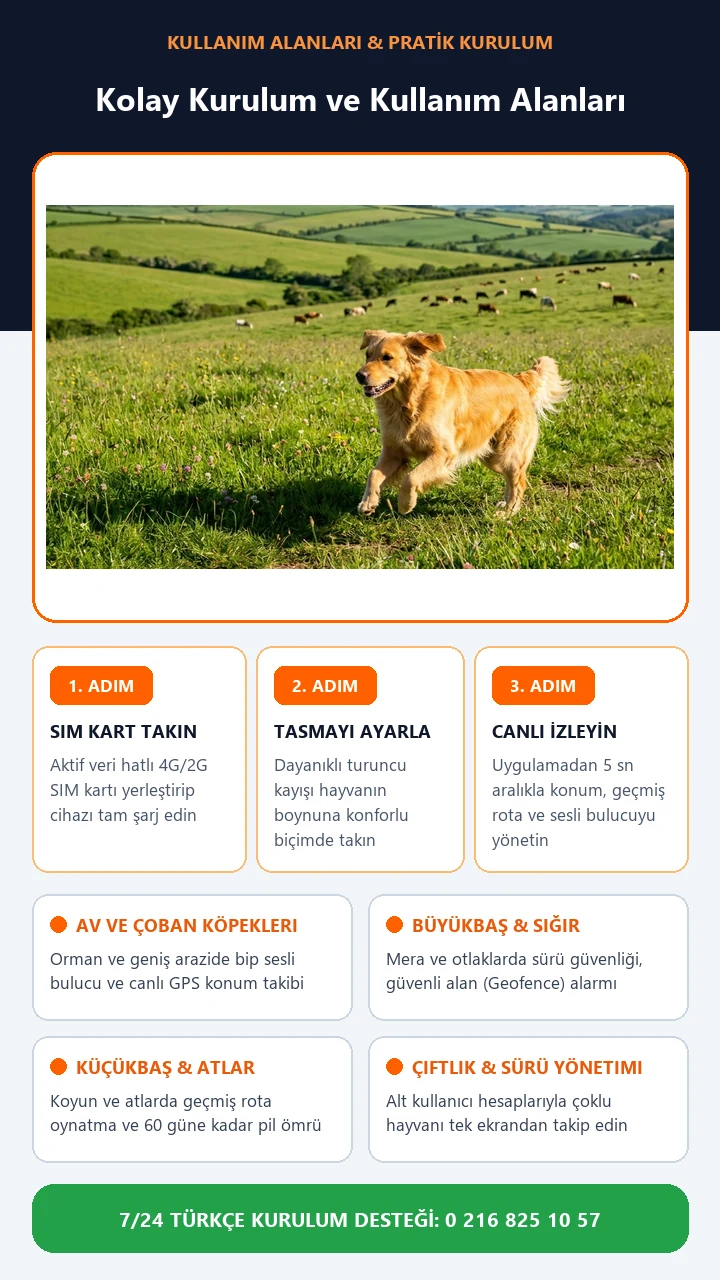 KULLANIM ALANLARI & PRATİK KURULUM
Kolay Kurulum ve Kullanım Alanları
1. ADIM
SIM KART TAKIN
Aktif veri hatlı 4G/2G
SIM kartı yerleştirip
cihazı tam şarj edin
2. ADIM
TASMAYI AYARLA
Dayanıklı turuncu
kayışı hayvanın
boynuna konforlu
biçimde takın
3. ADIM
CANLI İZLEYİN
Uygulamadan 5 sn
aralıkla konum, geçmiş
rota ve sesli bulucuyu
yönetin
AV VE ÇOBAN KÖPEKLERI
Orman ve geniş arazide bip sesli
bulucu ve canlı GPS konum takibi
BÜYÜKBAŞ & SIĞIR
Mera ve otlaklarda sürü güvenliği,
güvenli alan (Geofence) alarmı
KÜÇÜKBAŞ & ATLAR
Koyun ve atlarda geçmiş rota
oynatma ve 60 güne kadar pil ömrü
ÇIFTLIK & SÜRÜ YÖNETIMI
Alt kullanıcı hesaplarıyla çoklu
hayvanı tek ekrandan takip edin
7/24 TÜRKÇE KURULUM DESTEĞİ: 0 216 825 10 57